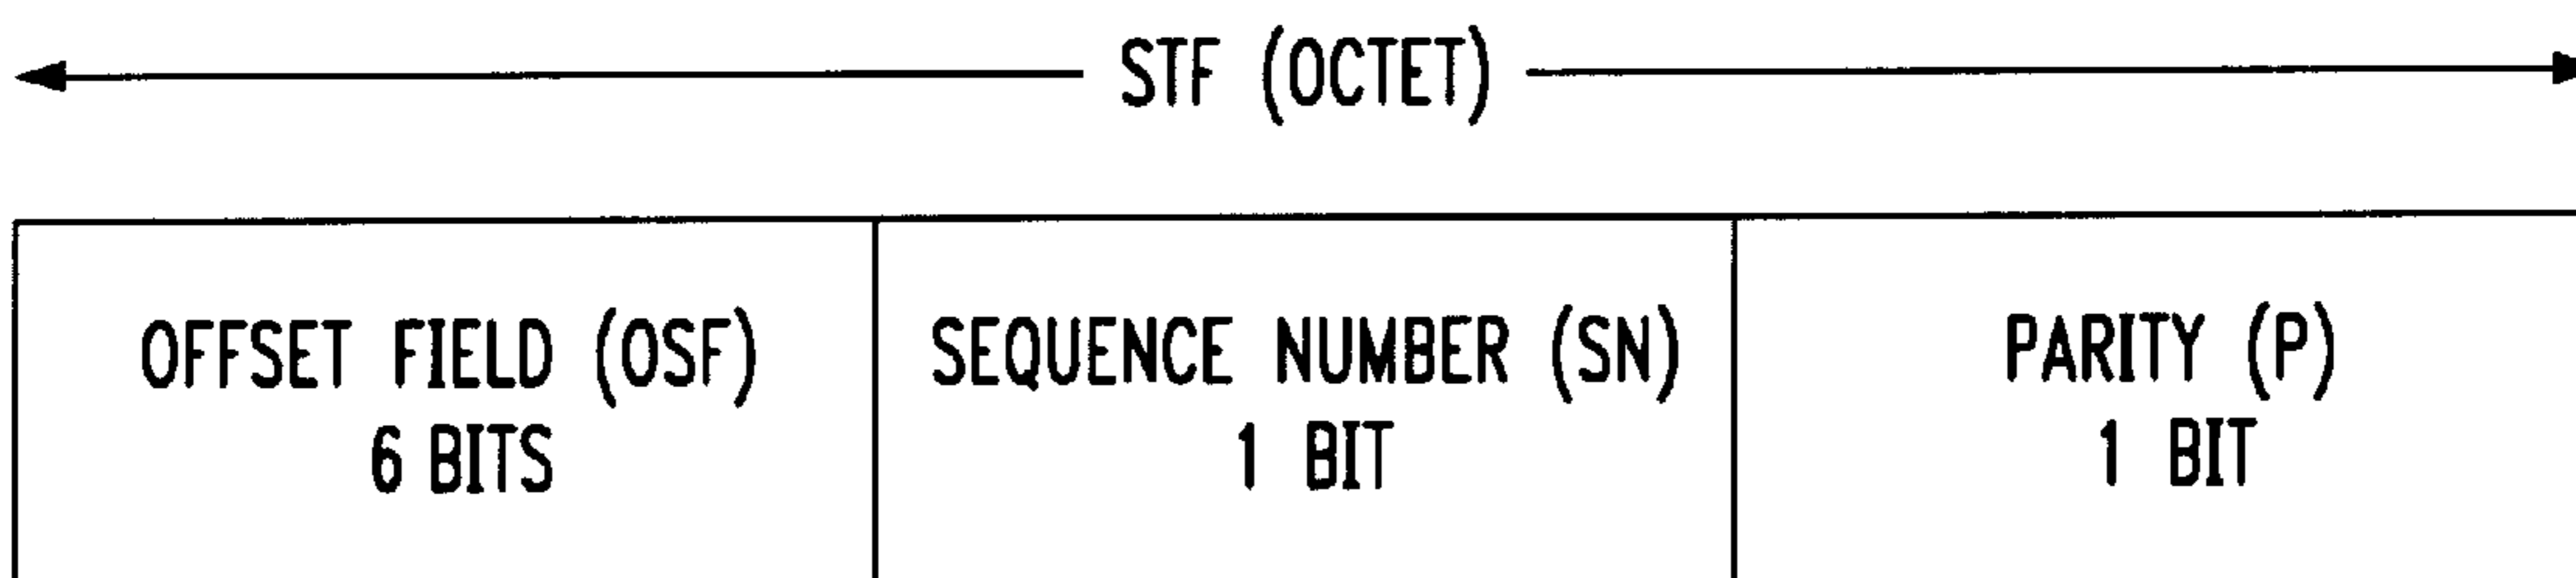 STF (OCTET)
OFFSET FIELD (OSF) SEQUENCE NUMBER (SN) PARITY (P)
6 BITS 1 BIT 1 BIT